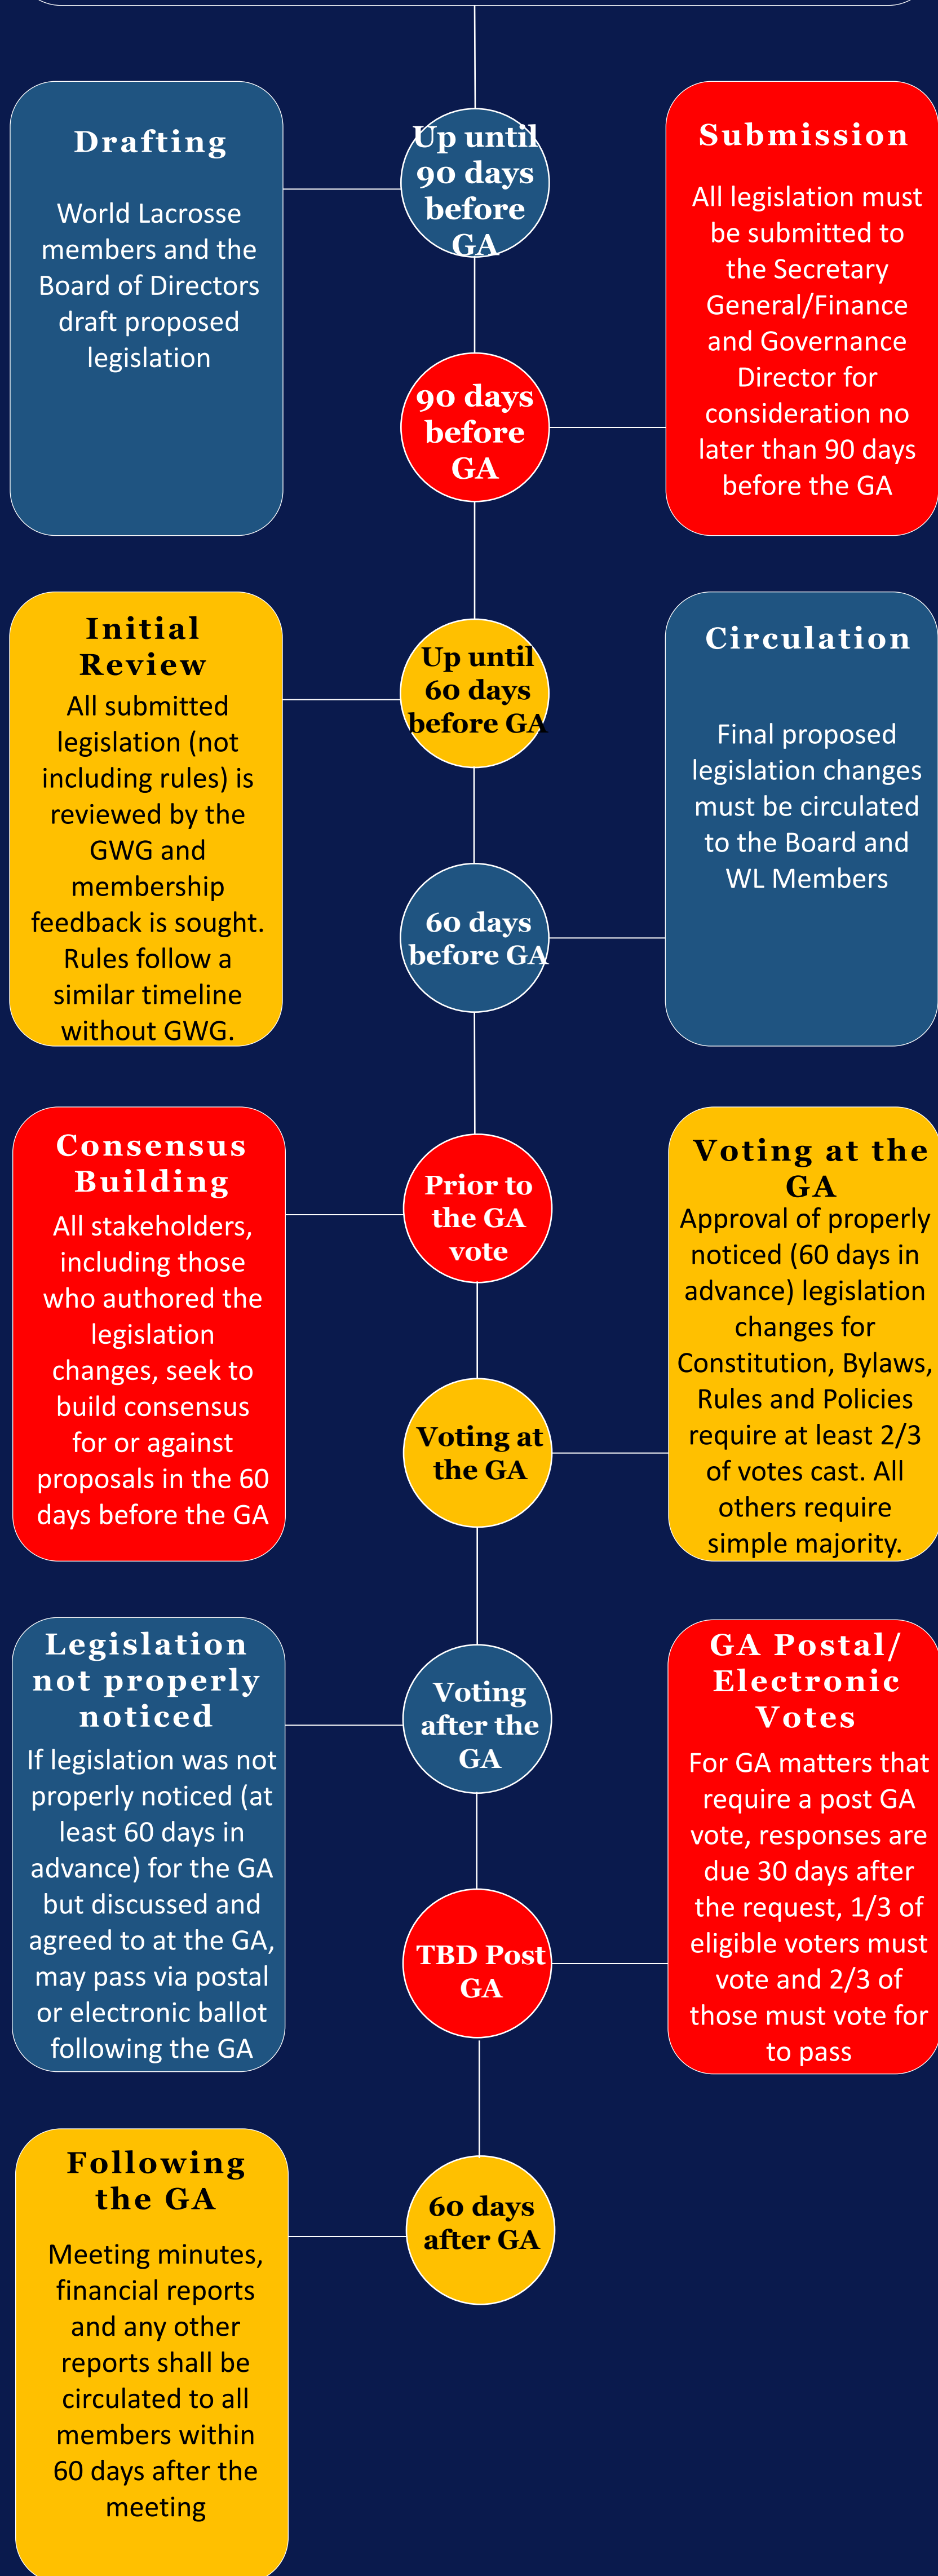 Drafting
World Lacrosse
members and the
Board of Directors
draft proposed
legislation
Up until
90 days
before
GA
Submission
All legislation must
be submitted to
the Secretary
General/Finance
and Governance
Director for
consideration no
later than 90 days
before the GA
90 days
before
GA
Initial
Review
All submitted
legislation (not
including rules) is
reviewed by the
GWG and
membership
feedback is sought.
Rules follow a
similar timeline
without GWG.
Up until
60 days
before GA
Circulation
Final proposed
legislation changes
must be circulated
to the Board and
WL Members
60 days
before GA
Consensus
Building
All stakeholders,
including those
who authored the
legislation
changes, seek to
build consensus
for or against
proposals in the 60
days before the GA
Prior to
the GA
vote
Voting at the
GA
Approval of properly
noticed (60 days in
advance) legislation
changes for
Constitution, Bylaws,
Rules and Policies
require at least 2/3
of votes cast. All
others require
simple majority.
Voting at
the GA
Legislation
not properly
noticed
If legislation was not
properly noticed (at
least 60 days in
advance) for the GA
but discussed and
agreed to at the GA,
may pass via postal
or electronic ballot
following the GA
Voting
after the
GA
GA Postal/
Electronic
Votes
For GA matters that
require a post GA
vote, responses are
due 30 days after
the request, 1/3 of
eligible voters must
vote and 2/3 of
those must vote for
to pass
TBD Post
GA
Following
the GA
Meeting minutes,
financial reports
and any other
reports shall be
circulated to all
members within
60 days after the
meeting
60 days
after GA